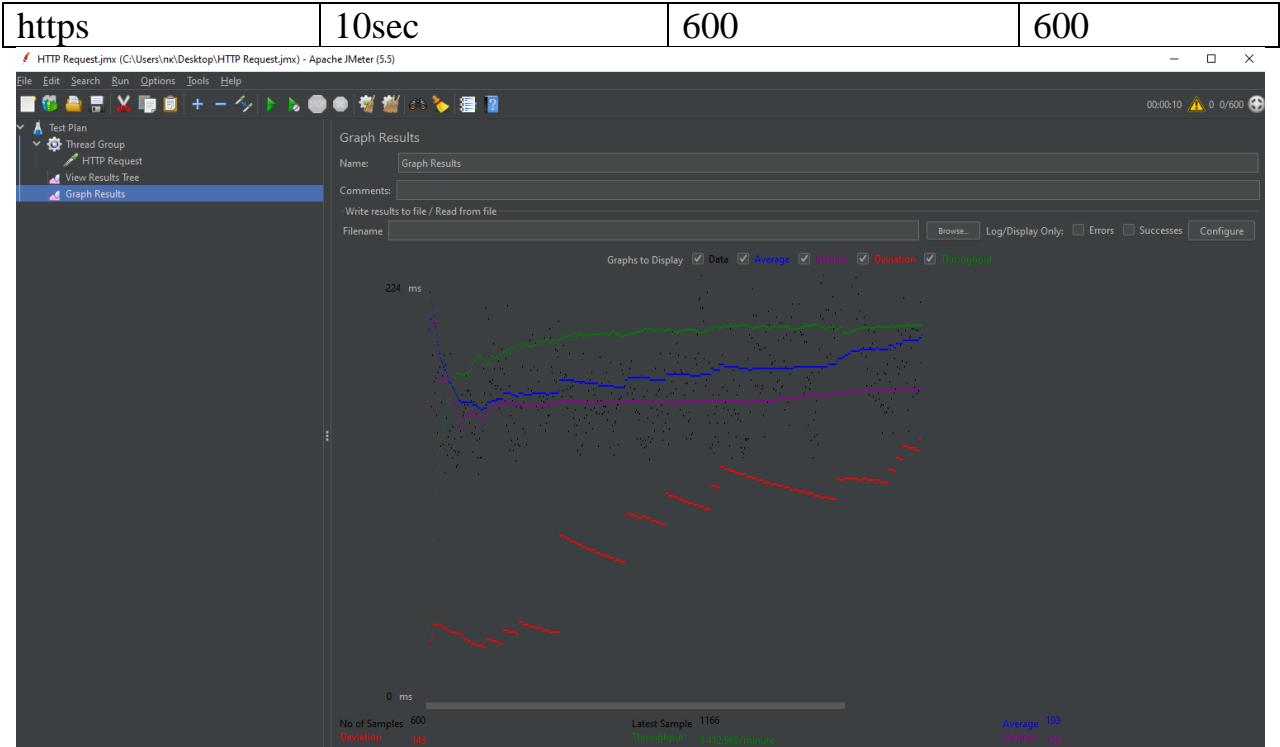 https 10sec 600 600
HTTP Request.jmx (C:\Users\пк\Desktop\HTTP Request.jmx) - Apache JMeter (5.5)
File Edit Search Run Options Tools Help
00:00:10 0 0/600
Test Plan
Thread Group
HTTP Request
View Results Tree
Graph Results
Graph Results
Name: Graph Results
Comments:
Write results to file / Read from file
Filename Browse... Log/Display Only: Errors Successes Configure
Graphs to Display Data Average Median Deviation Throughput
224 ms
0 ms
No of Samples 600 Latest Sample 1166 Average 193
Deviation 143 Throughput